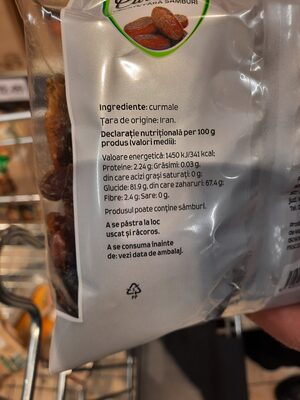 FĂRĂ SÂMBURI
Ingrediente: curmale
Țara de origine: Iran.
Declarație nutrițională per 100 g
produs (valori medii):
Valoare energetică: 1450 kJ/341 kcal;
Proteine: 2.24 g; Grăsimi: 0.03 g,
din care acizi grași saturați: 0 g;
Glucide: 81.9 g, din care zaharuri: 67.4 g;
Fibre: 2.4 g; Sare: 0 g.
Produsul poate conține sâmburi.
A se păstra la loc
uscat și răcoros.
A se consuma înainte
de: vezi data de ambalaj.
PP